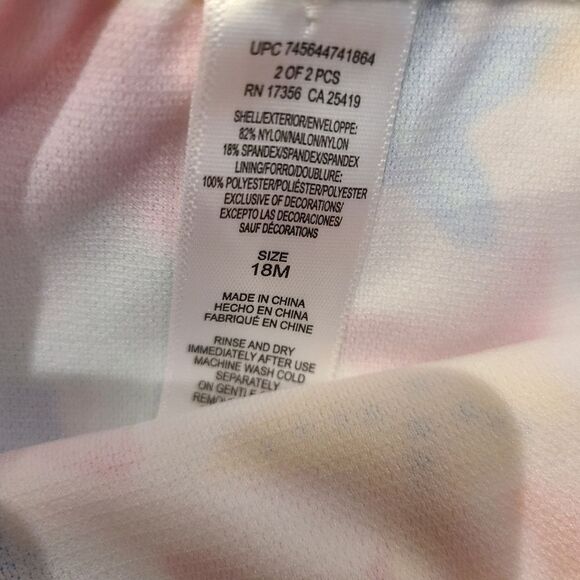 UPC 745644741864
2 OF 2 PCS
RN 17356 CA 25419
SHELL/EXTERIOR/ENVELOPPE:
82% NYLON/NAILON/NYLON
18% SPANDEX/SPANDEX/SPANDEX
LINING/FORRO/DOUBLURE:
100% POLYESTER/POLIÉSTER/POLYESTER
EXCLUSIVE OF DECORATIONS/
EXCEPTO LAS DECORACIONES/
SAUF DÉCORATIONS
SIZE
18M
MADE IN CHINA
HECHO EN CHINA
FABRIQUÉ EN CHINE
RINSE AND DRY
IMMEDIATELY AFTER USE
MACHINE WASH COLD
SEPARATELY
ON GENTLE